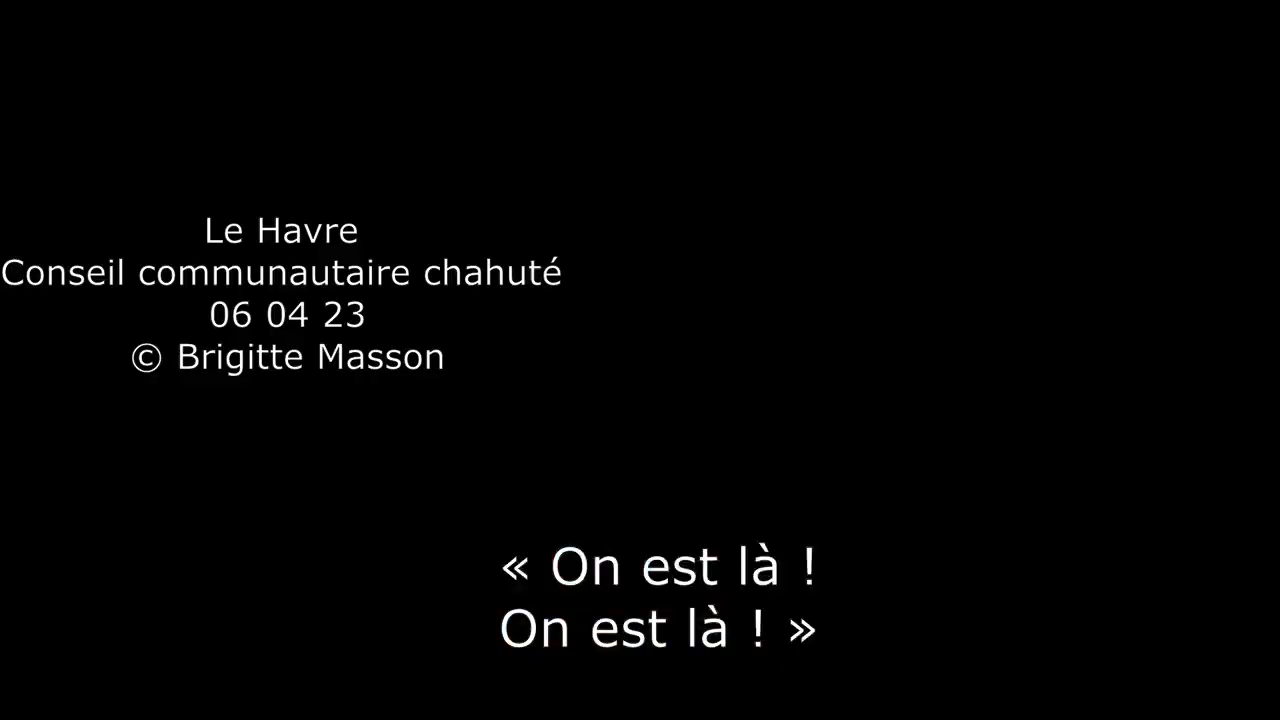 Le Havre
Conseil communautaire chahuté
06 04 23
© Brigitte Masson
« On est là !
On est là ! »